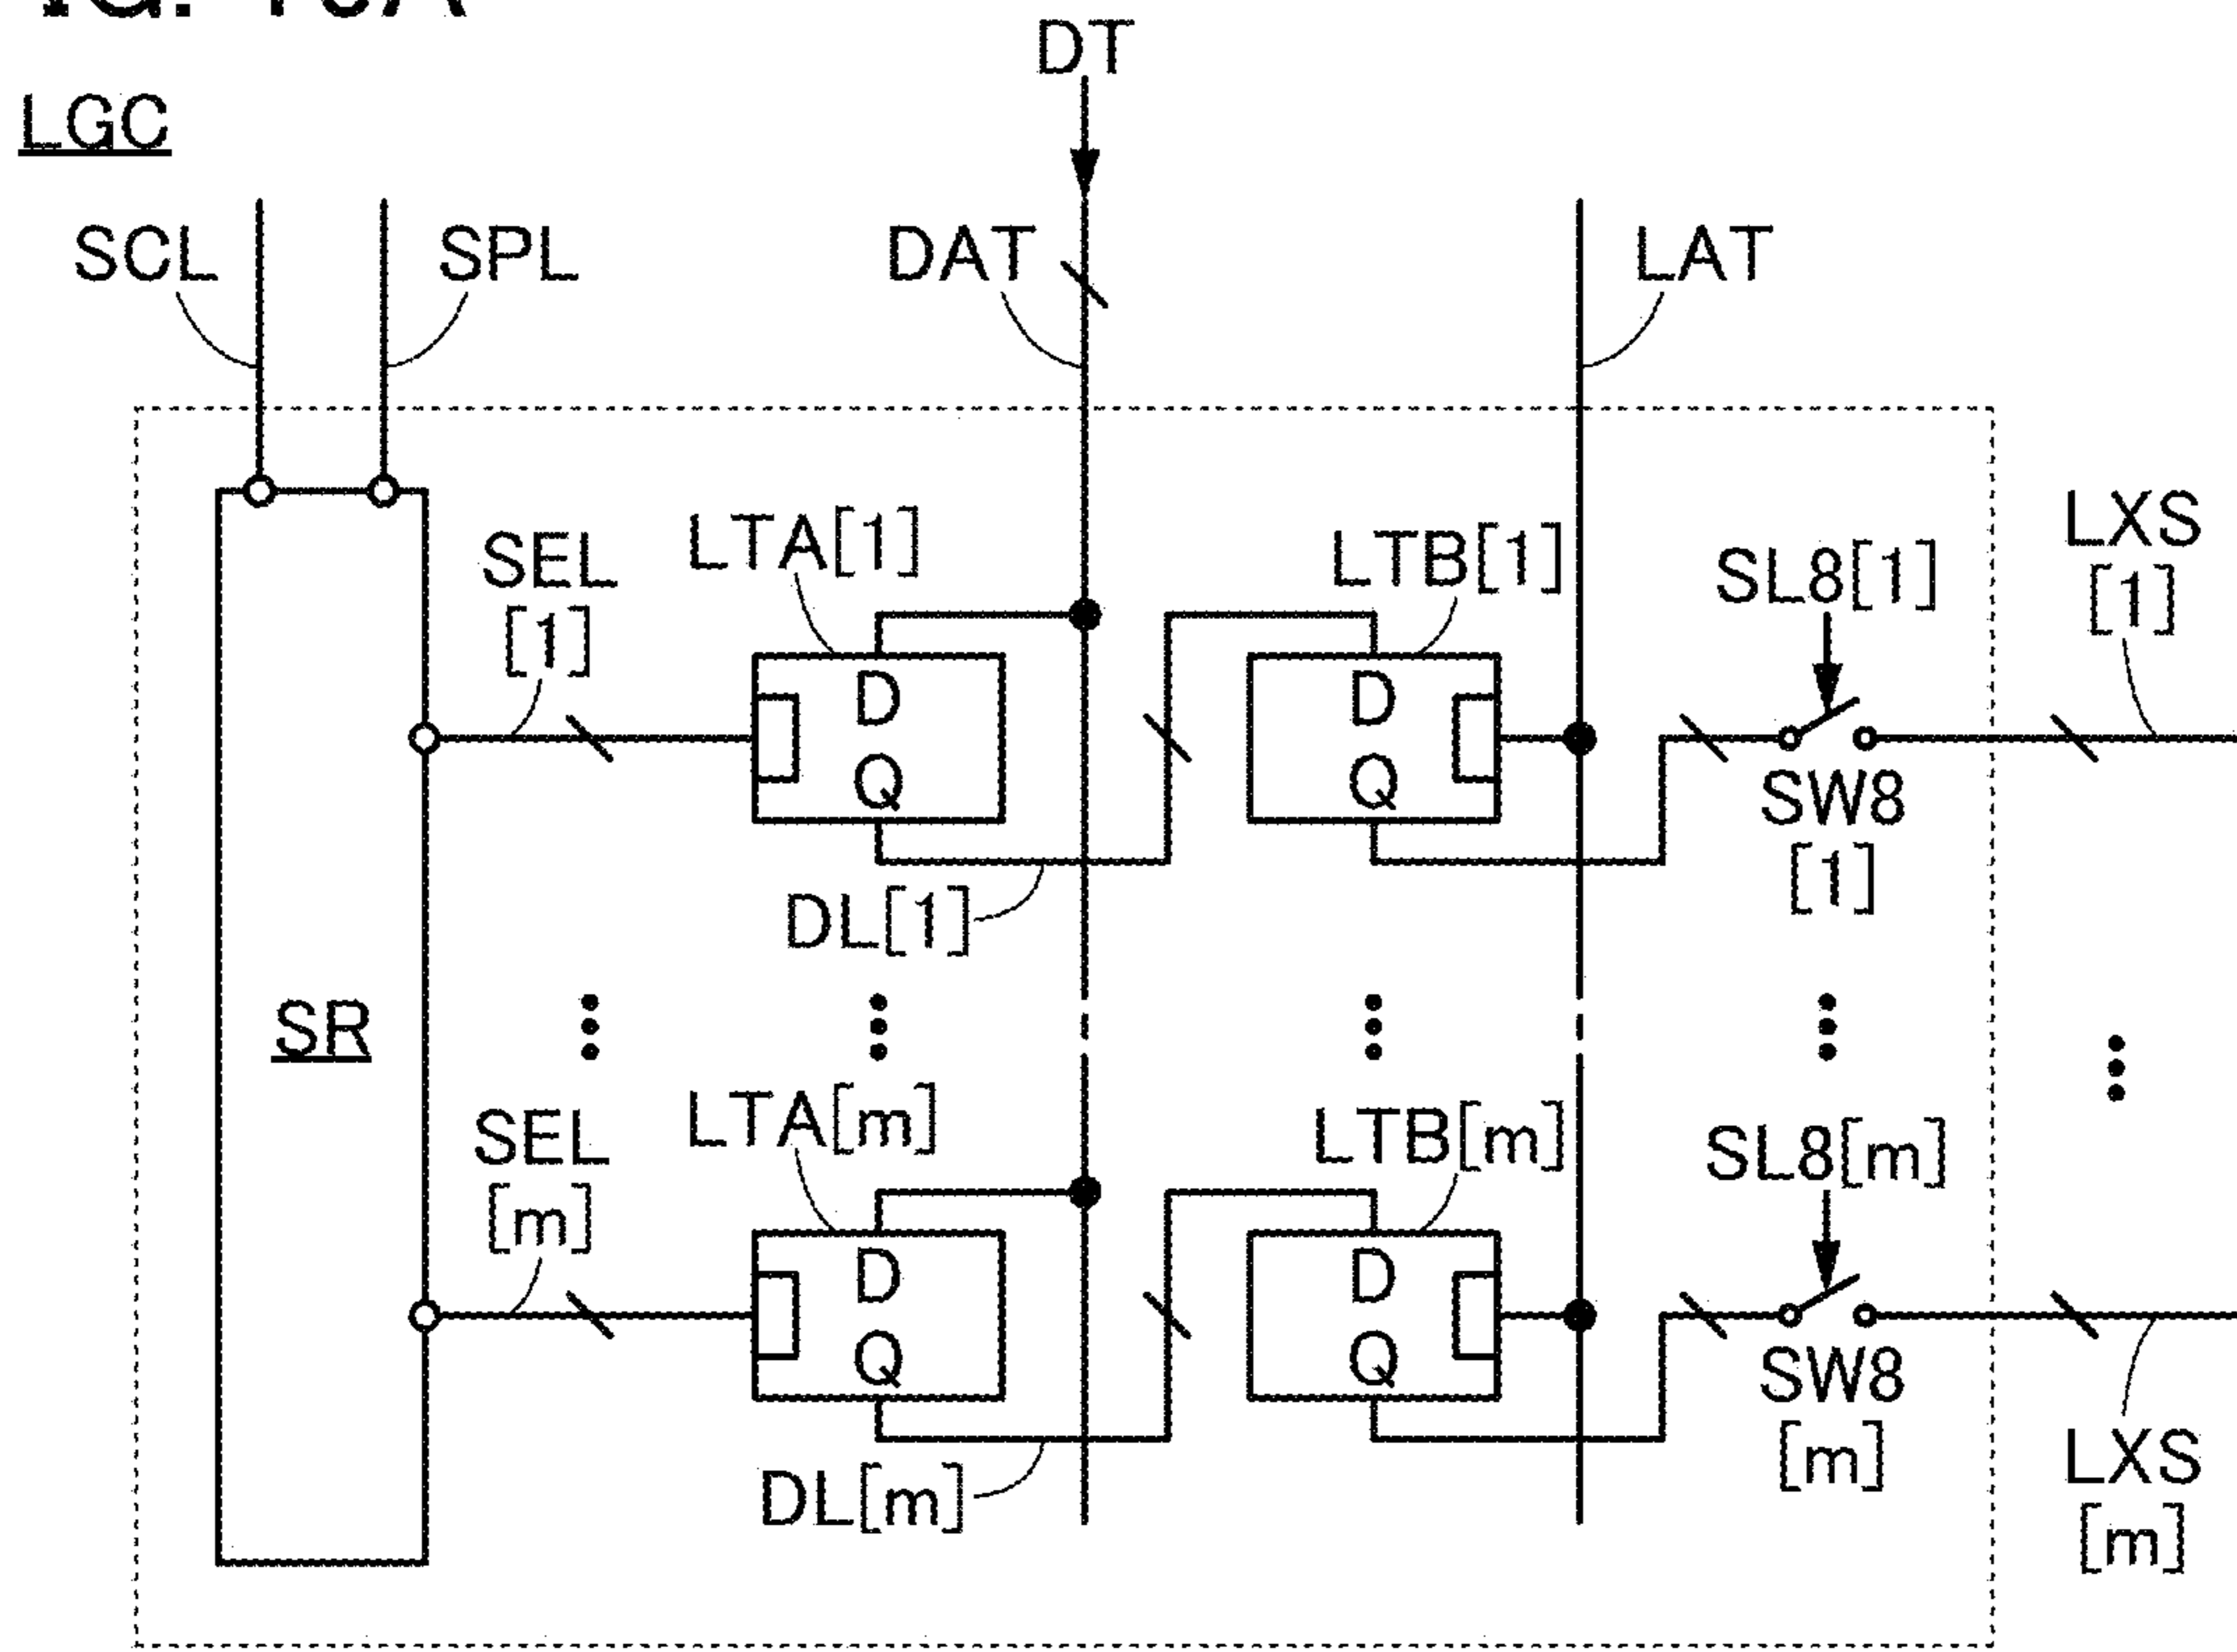 DT
LGC
SCL
SPL
DAT
LAT
SEL
[1]
LTA[1]
LTB[1]
SL8[1]
LXS
[1]
D
Q
D
Q
SW8
[1]
DL[1]
SR
SEL
[m]
LTA[m]
LTB[m]
SL8[m]
D
Q
D
Q
SW8
[m]
DL[m]
LXS
[m]